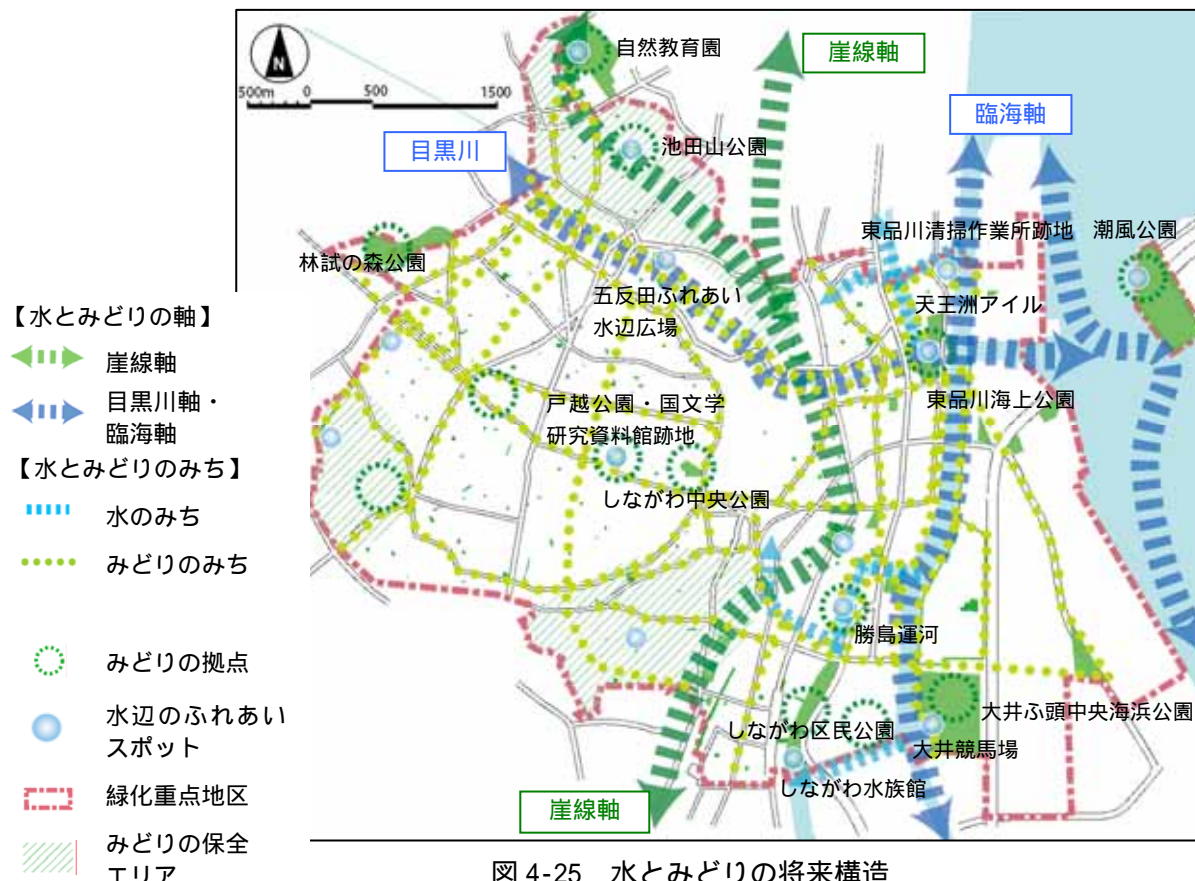 N
500m 0 500 1500
自然教育園
崖線軸
臨海軸
目黒川
池田山公園
東品川清掃作業所跡地
潮風公園
林試の森公園
五反田ふれあい
水辺広場
天王洲アイル
戸越公園・国文学
研究資料館跡地
東品川海上公園
しながわ中央公園
勝島運河
しながわ区民公園
大井ふ頭中央海浜公園
大井競馬場
しながわ水族館
崖線軸
【水とみどりの軸】
崖線軸
目黒川軸・
臨海軸
【水とみどりのみち】
水のみち
みどりのみち
みどりの拠点
水辺のふれあい
スポット
緑化重点地区
みどりの保全
エリア
図 4-25 水とみどりの将来構造